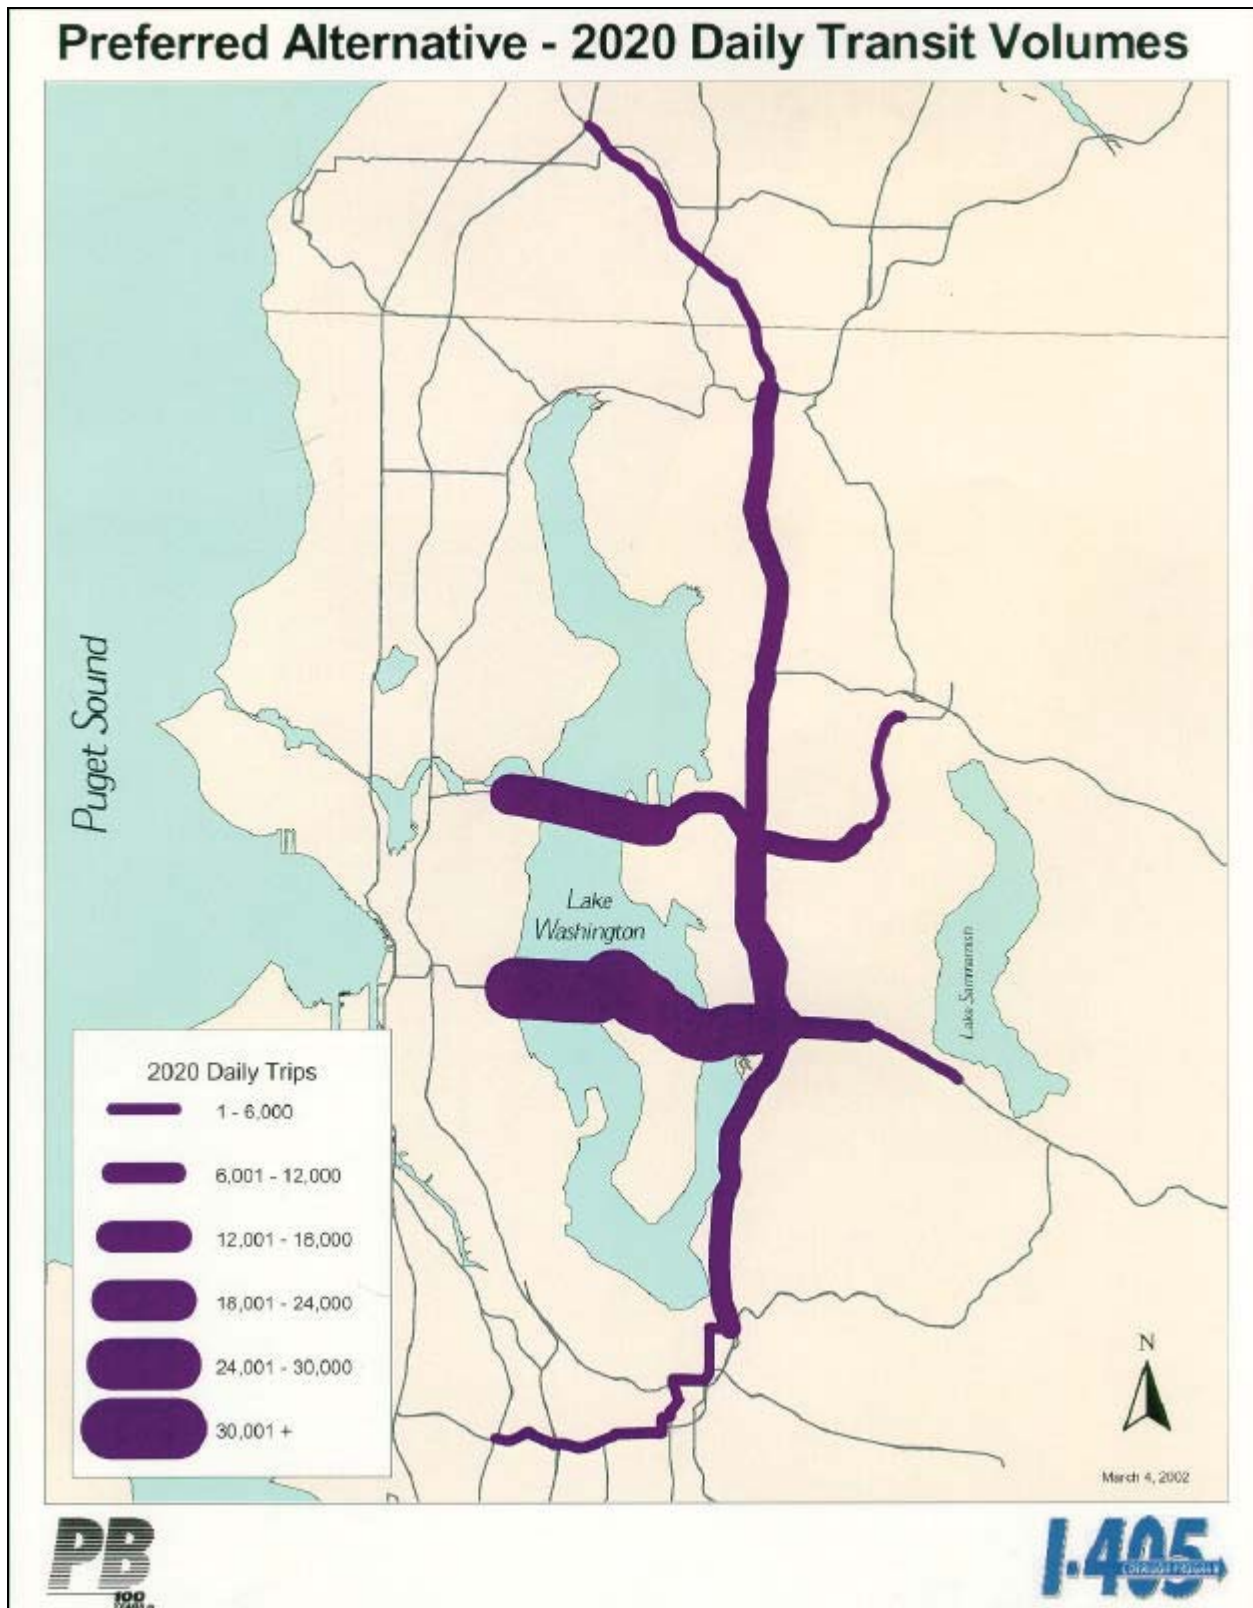 Preferred Alternative - 2020 Daily Transit Volumes
Puget Sound
Lake
Washington
Lake Sammamish
2020 Daily Trips
1 - 6,000
6,001 - 12,000
12,001 - 18,000
18,001 - 24,000
24,001 - 30,000
30,001 +
N
March 4, 2002
PB
100
YEARS
I-405